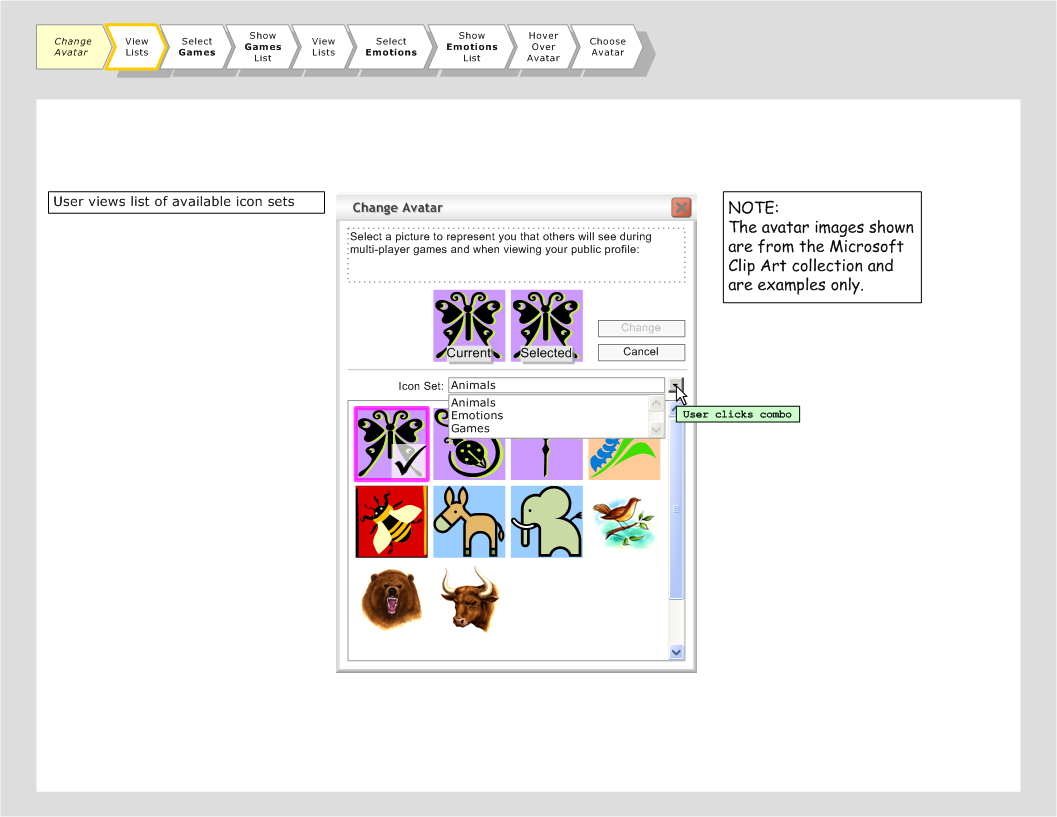 Change
Avatar
View
Lists
Select
Games
Show
Games
List
View
Lists
Select
Emotions
Show
Emotions
List
Hover
Over
Avatar
Choose
Avatar
User views list of available icon sets
Change Avatar
Select a picture to represent you that others will see during
multi-player games and when viewing your public profile:
Current
Selected
Change
Cancel
Icon Set:
Animals
Animals
Emotions
Games
User clicks combo
NOTE:
The avatar images shown
are from the Microsoft
Clip Art collection and
are examples only.